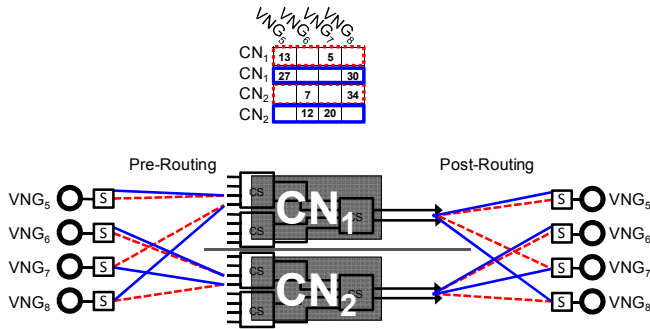 VNG5 VNG6 VNG7 VNG8
CN1 13 5
CN1 27 30
CN2 7 34
CN2 12 20
Pre-Routing Post-Routing
VNG5 S CS CN1 CS S VNG5
VNG6 S CS S VNG6
VNG7 S CS CN2 CS S VNG7
VNG8 S CS S VNG8